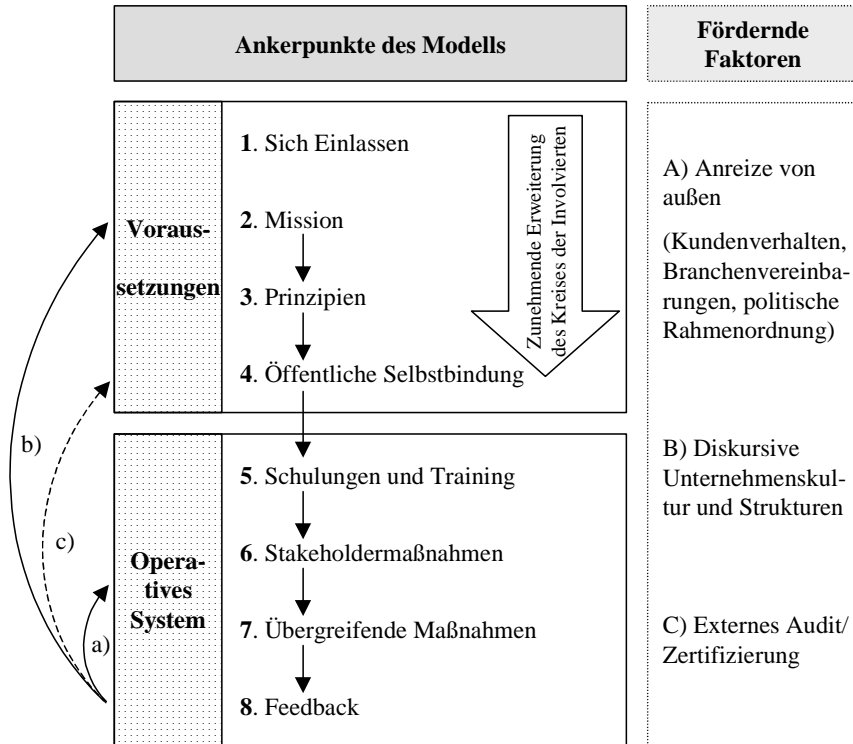 Ankerpunkte des Modells
Fördernde
Faktoren
Voraus-
setzungen
1. Sich Einlassen
2. Mission
3. Prinzipien
4. Öffentliche Selbstbindung
Zunehmende Erweiterung
des Kreises der Involvierten
Opera-
tives
System
5. Schulungen und Training
6. Stakeholdermaßnahmen
7. Übergreifende Maßnahmen
8. Feedback
b)
c)
a)
A) Anreize von
außen
(Kundenverhalten,
Branchenvereinba-
rungen, politische
Rahmenordnung)
B) Diskursive
Unternehmenskul-
tur und Strukturen
C) Externes Audit/
Zertifizierung